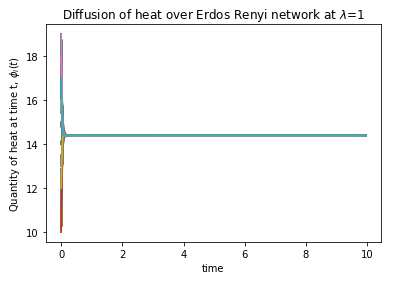 Diffusion of heat over Erdos Renyi network at λ=1
Quantity of heat at time t, ϕᵢ(t)
18
16
14
12
10
0 2 4 6 8 10
time